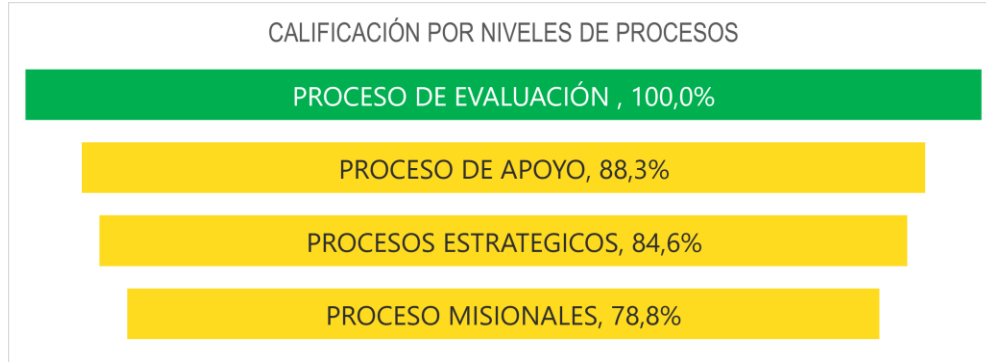 CALIFICACIÓN POR NIVELES DE PROCESOS
PROCESO DE EVALUACIÓN , 100,0%
PROCESO DE APOYO, 88,3%
PROCESOS ESTRATEGICOS, 84,6%
PROCESO MISIONALES, 78,8%